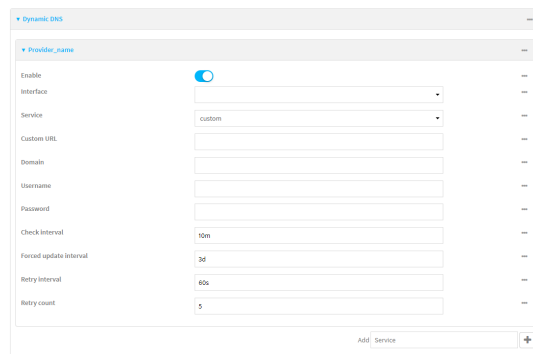 Dynamic DNS
Provider_name
Enable
Interface
Service
custom
Custom URL
Domain
Username
Password
Check interval
10m
Forced update interval
3d
Retry interval
60s
Retry count
5
Add Service